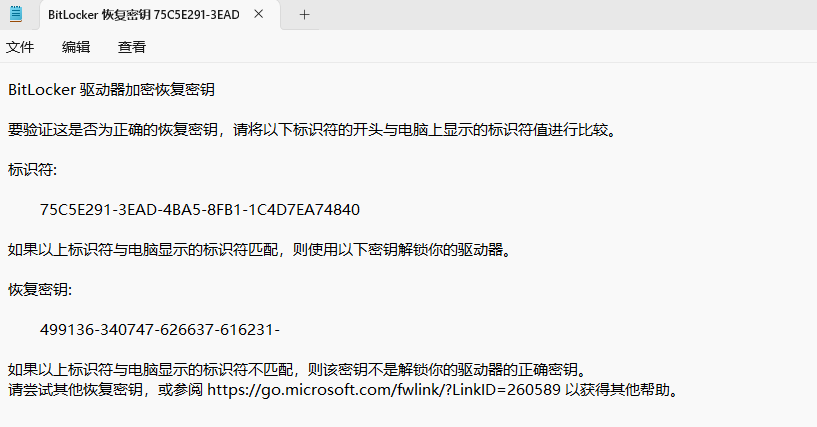 BitLocker 恢复密钥 75C5E291-3EAD
文件 编辑 查看
BitLocker 驱动器加密恢复密钥
要验证这是否为正确的恢复密钥，请将以下标识符的开头与电脑上显示的标识符值进行比较。
标识符:
75C5E291-3EAD-4BA5-8FB1-1C4D7EA74840
如果以上标识符与电脑显示的标识符匹配，则使用以下密钥解锁你的驱动器。
恢复密钥:
499136-340747-626637-616231-
如果以上标识符与电脑显示的标识符不匹配，则该密钥不是解锁你的驱动器的正确密钥。
请尝试其他恢复密钥，或参阅 https://go.microsoft.com/fwlink/?LinkID=260589 以获得其他帮助。